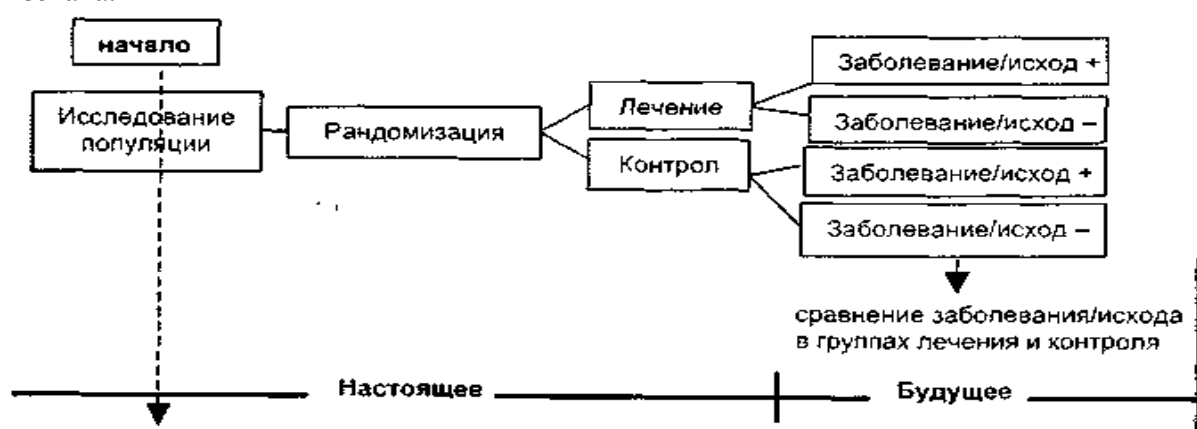 начало
Исследование
популяции
Рандомизация
Лечение
Контрол
Заболевание/исход +
Заболевание/исход –
Заболевание/исход +
Заболевание/исход –
сравнение заболевания/исхода
в группах лечения и контроля
Настоящее
Будущее